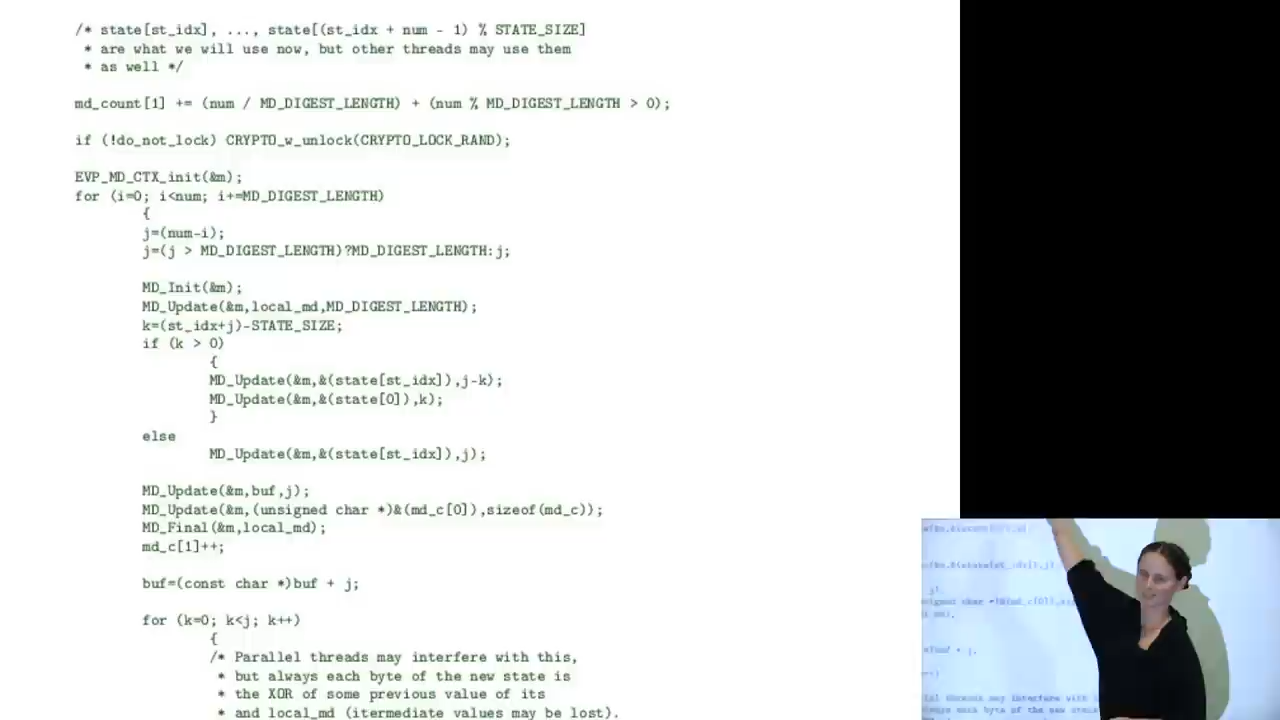 /* state[st_idx], ..., state[(st_idx + num - 1) % STATE_SIZE]
 * are what we will use now, but other threads may use them
 * as well */
md_count[1] += (num / MD_DIGEST_LENGTH) + (num % MD_DIGEST_LENGTH > 0);
if (!do_not_lock) CRYPTO_w_unlock(CRYPTO_LOCK_RAND);
EVP_MD_CTX_init(&m);
for (i=0; i<num; i+=MD_DIGEST_LENGTH)
{
j=(num-i);
j=(j > MD_DIGEST_LENGTH)?MD_DIGEST_LENGTH:j;
MD_Init(&m);
MD_Update(&m,local_md,MD_DIGEST_LENGTH);
k=(st_idx+j)-STATE_SIZE;
if (k > 0)
{
MD_Update(&m,&(state[st_idx]),j-k);
MD_Update(&m,&(state[0]),k);
}
else
MD_Update(&m,&(state[st_idx]),j);
MD_Update(&m,buf,j);
MD_Update(&m,(unsigned char *)&(md_c[0]),sizeof(md_c));
MD_Final(&m,local_md);
md_c[1]++;
buf=(const char *)buf + j;
for (k=0; k<j; k++)
{
/* Parallel threads may interfere with this,
 * but always each byte of the new state is
 * the XOR of some previous value of its
 * and local_md (itermediate values may be lost).